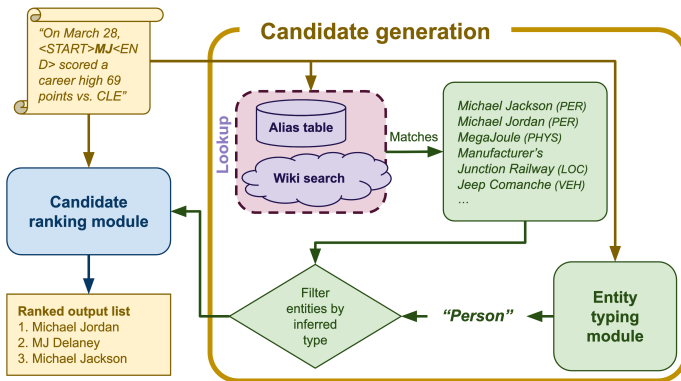 Candidate generation
“On March 28,
<START>MJ<EN
D> scored a
career high 69
points vs. CLE”
Lookup
Alias table
Wiki search
Matches
Michael Jackson (PER)
Michael Jordan (PER)
MegaJoule (PHYS)
Manufacturer’s
Junction Railway (LOC)
Jeep Comanche (VEH)
...
Candidate
ranking module
Filter
entities by
inferred
type
“Person”
Entity
typing
module
Ranked output list
1. Michael Jordan
2. MJ Delaney
3. Michael Jackson